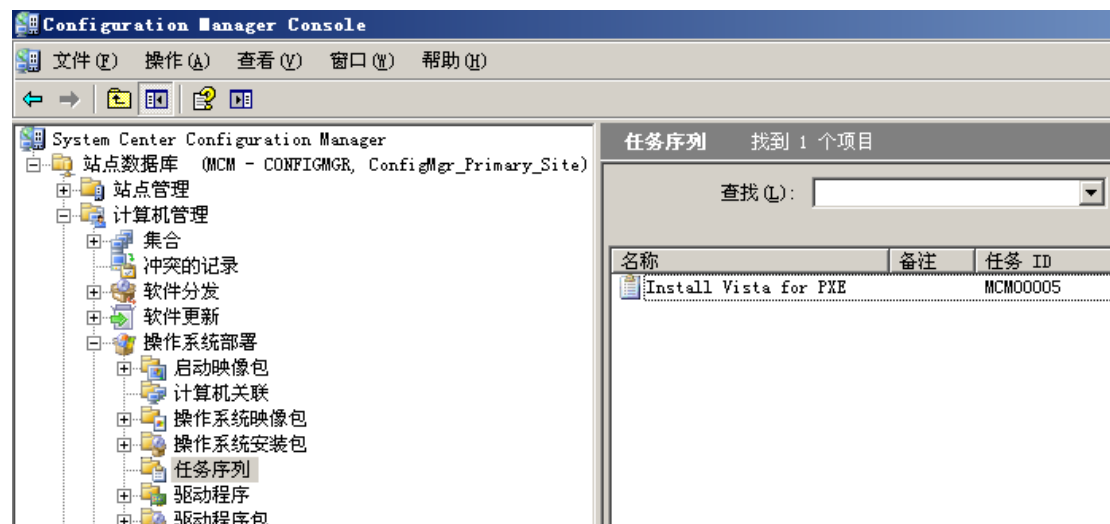 Configuration Manager Console
文件(F) 操作(A) 查看(V) 窗口(W) 帮助(H)
System Center Configuration Manager
站点数据库 (MCM - CONFIGMGR, ConfigMgr_Primary_Site)
站点管理
计算机管理
集合
冲突的记录
软件分发
软件更新
操作系统部署
启动映像包
计算机关联
操作系统映像包
操作系统安装包
任务序列
驱动程序
驱动程序包
任务序列 找到 1 个项目
查找(L):
名称 备注 任务 ID
Install Vista for PXE MCM00005